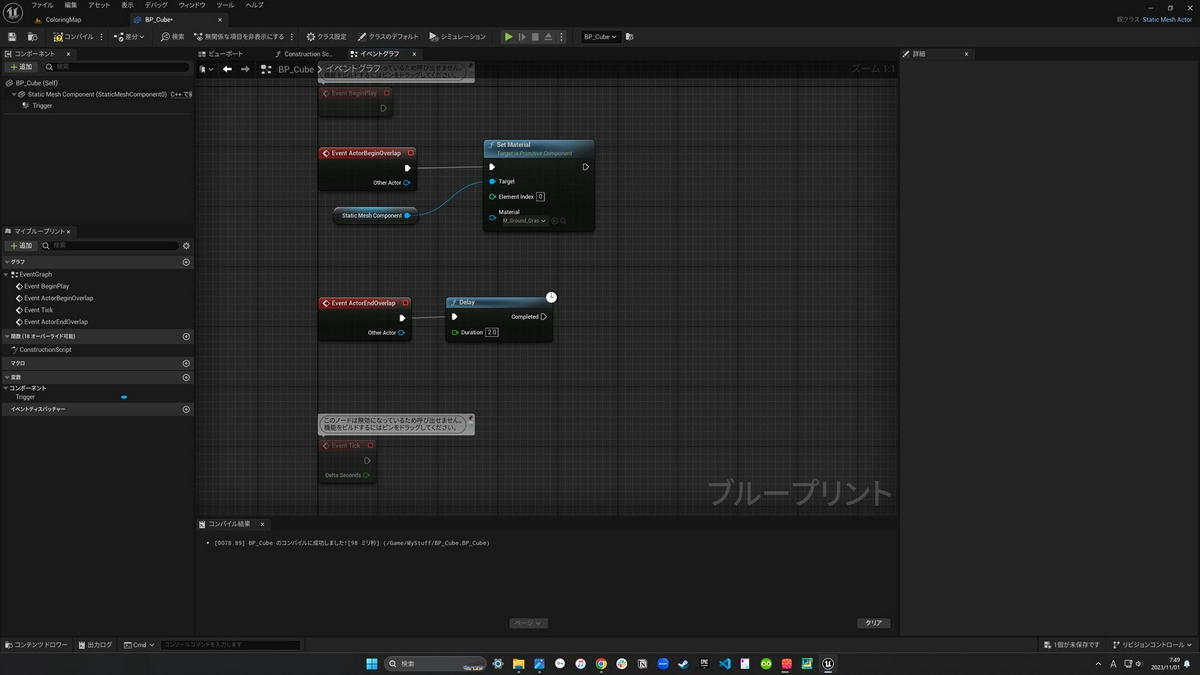 ファイル 編集 アセット 表示 デバッグ ウィンドウ ツール ヘルプ
ColoringMap
BP_Cube•
親クラス Static Mesh Actor
コンパイル 差分 検索 無関係な項目を非表示にする クラス設定 クラスのデフォルト シミュレーション BP_Cube
コンポーネント ビューポート Construction Sc... イベントグラフ 詳細
追加 検索
BP_Cube > イベントグラフ ズーム 1:1
BP_Cube (Self)
Static Mesh Component (StaticMeshComponent0) C++ で
Trigger
Event BeginPlay
Event ActorBeginOverlap
Other Actor
Static Mesh Component
Set Material
Target is Primitive Component
Target
Element Index 0
Material
M_Ground_Gras
マイブループリント
追加 検索
グラフ
EventGraph
Event BeginPlay
Event ActorBeginOverlap
Event Tick
Event ActorEndOverlap
関数 (18 オーバーライド可能)
ConstructionScript
マクロ
変数
コンポーネント
Trigger
イベントディスパッチャー
Event ActorEndOverlap
Other Actor
Delay
Completed
Duration 2.0
このノードは無効になっているため呼び出せません。
機能をビルドするにはピンをドラッグしてください。
Event Tick
Delta Seconds
ブループリント
コンパイル結果
• [0078.89] BP_Cube のコンパイルに成功しました![98 ミリ秒] (/Game/MyStuff/BP_Cube.BP_Cube)
ページ クリア
コンテンツドロワー 出力ログ Cmd コンソールコマンドを入力します 1個が未保存です リビジョンコントロール
検索
A
7:49
2023/11/01